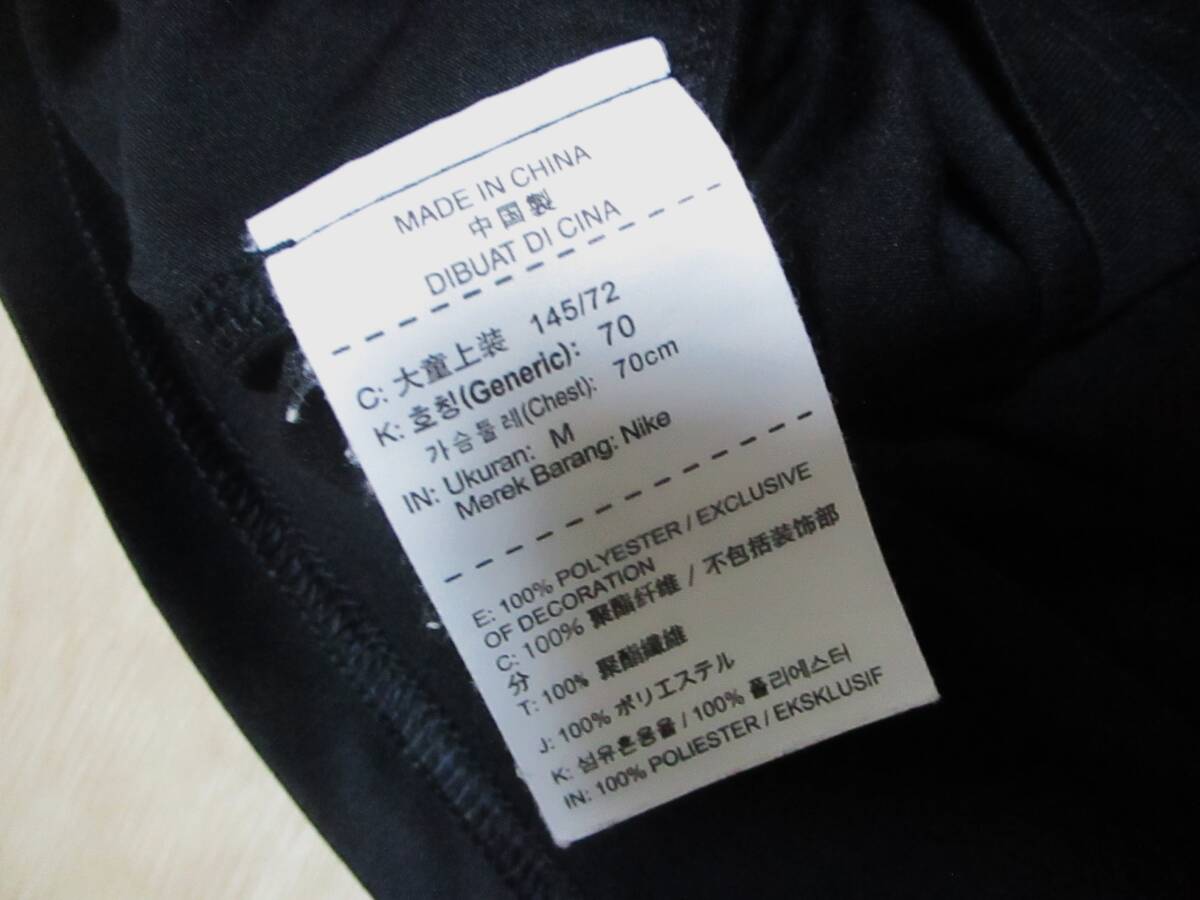 MADE IN CHINA
中国製
DIBUAT DI CINA
C: 大童上装 145/72
K: 호칭(Generic): 70
가슴둘레(Chest): 70cm
IN: Ukuran: M
Merek Barang: Nike
E: 100% POLYESTER / EXCLUSIVE
OF DECORATION
C: 100% 聚酯纤维 / 不包括装饰部
分
T: 100% 聚酯纖維
J: 100% ポリエステル
K: 섬유혼용율 / 100% 폴리에스터
IN: 100% POLIESTER / EKSKLUSIF